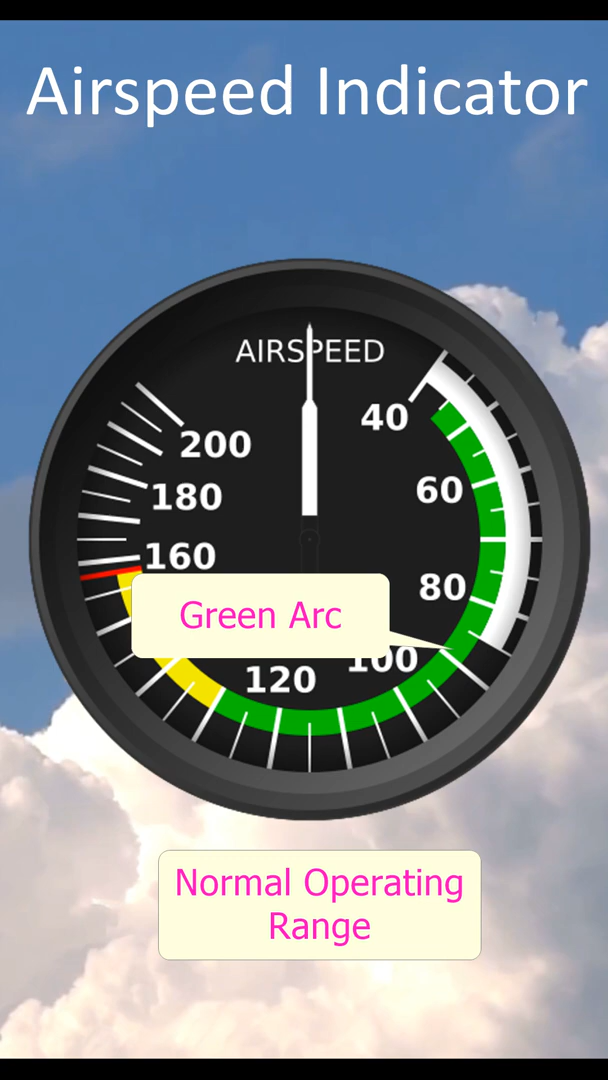 Airspeed Indicator
AIRSPEED
40
200
60
180
160
80
Green Arc
100
120
Normal Operating
Range